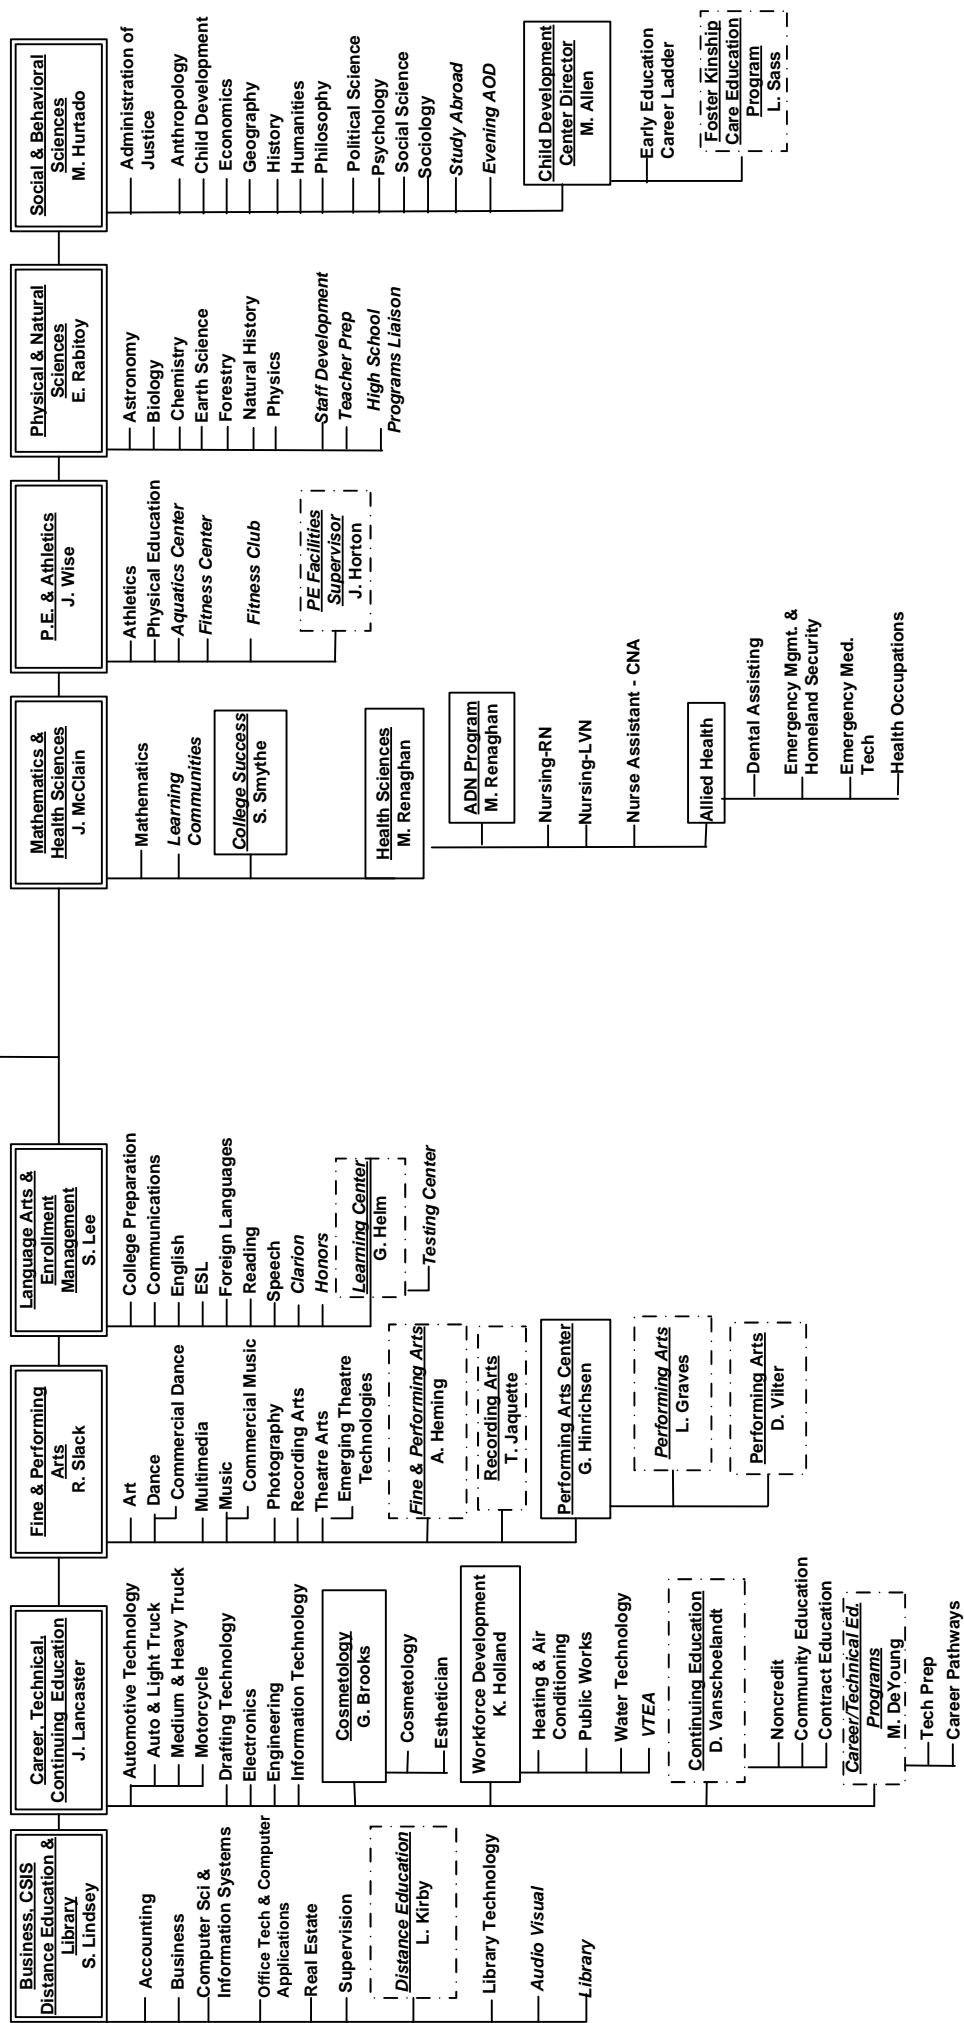 Business, CSIS
Distance Education &
Library
S. Lindsey
Accounting
Business
Computer Sci &
Information Systems
Office Tech & Computer
Applications
Real Estate
Supervision
Distance Education
L. Kirby
Library Technology
Audio Visual
Library
Career, Technical,
Continuing Education
J. Lancaster
Automotive Technology
Auto & Light Truck
Medium & Heavy Truck
Motorcycle
Drafting Technology
Electronics
Engineering
Information Technology
Cosmetology
G. Brooks
Cosmetology
Esthetician
Workforce Development
K. Holland
Heating & Air
Conditioning
Public Works
Water Technology
VTEA
Continuing Education
D. Vanschoelandt
Noncredit
Community Education
Contract Education
Career/Technical Ed.
Programs
M. DeYoung
Tech Prep
Career Pathways
Fine & Performing
Arts
R. Slack
Art
Dance
Commercial Dance
Multimedia
Music
Commercial Music
Photography
Recording Arts
Theatre Arts
Emerging Theatre
Technologies
Fine & Performing Arts
A. Heming
Recording Arts
T. Jaquette
Performing Arts Center
G. Hinrichsen
Performing Arts
L. Graves
Performing Arts
D. Vilter
Language Arts &
Enrollment
Management
S. Lee
College Preparation
Communications
English
ESL
Foreign Languages
Reading
Speech
Clarion
Honors
Learning Center
G. Helm
Testing Center
Mathematics &
Health Sciences
J. McClain
Mathematics
Learning
Communities
College Success
S. Smythe
Health Sciences
M. Renaghan
ADN Program
M. Renaghan
Nursing-RN
Nursing-LVN
Nurse Assistant - CNA
Allied Health
Dental Assisting
Emergency Mgmt. &
Homeland Security
Emergency Med.
Tech
Health Occupations
P.E. & Athletics
J. Wise
Athletics
Physical Education
Aquatics Center
Fitness Center
Fitness Club
PE Facilities
Supervisor
J. Horton
Physical & Natural
Sciences
E. Rabitoy
Astronomy
Biology
Chemistry
Earth Science
Forestry
Natural History
Physics
Staff Development
Teacher Prep
High School
Programs Liaison
Social & Behavioral
Sciences
M. Hurtado
Administration of
Justice
Anthropology
Child Development
Economics
Geography
History
Humanities
Philosophy
Political Science
Psychology
Social Science
Sociology
Study Abroad
Evening AOD
Child Development
Center Director
M. Allen
Early Education
Career Ladder
Foster Kinship
Care Education
Program
L. Sass